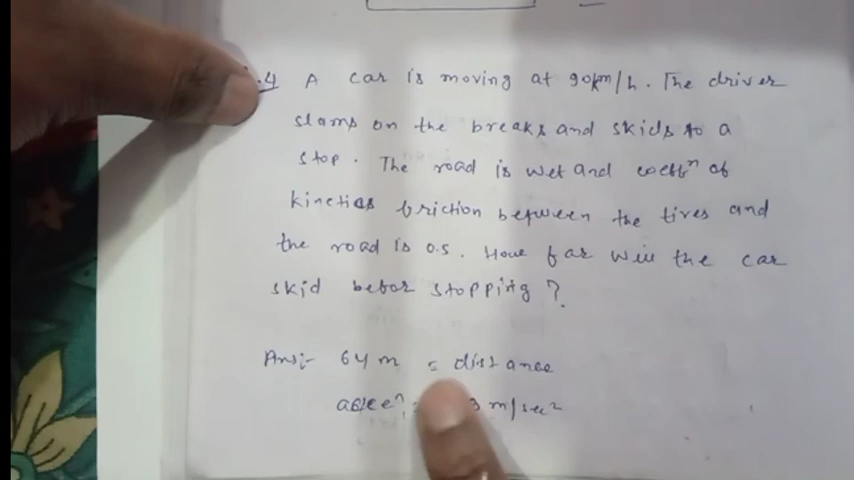 .4 A car is moving at 90km/h. The driver
slams on the breaks and skids to a
stop. The road is wet and coeffⁿ of
kinetics friction between the tires and
the road is 0.5. How far will the car
skid befor stopping?
Ans:- 64 m = distance
m/sec²